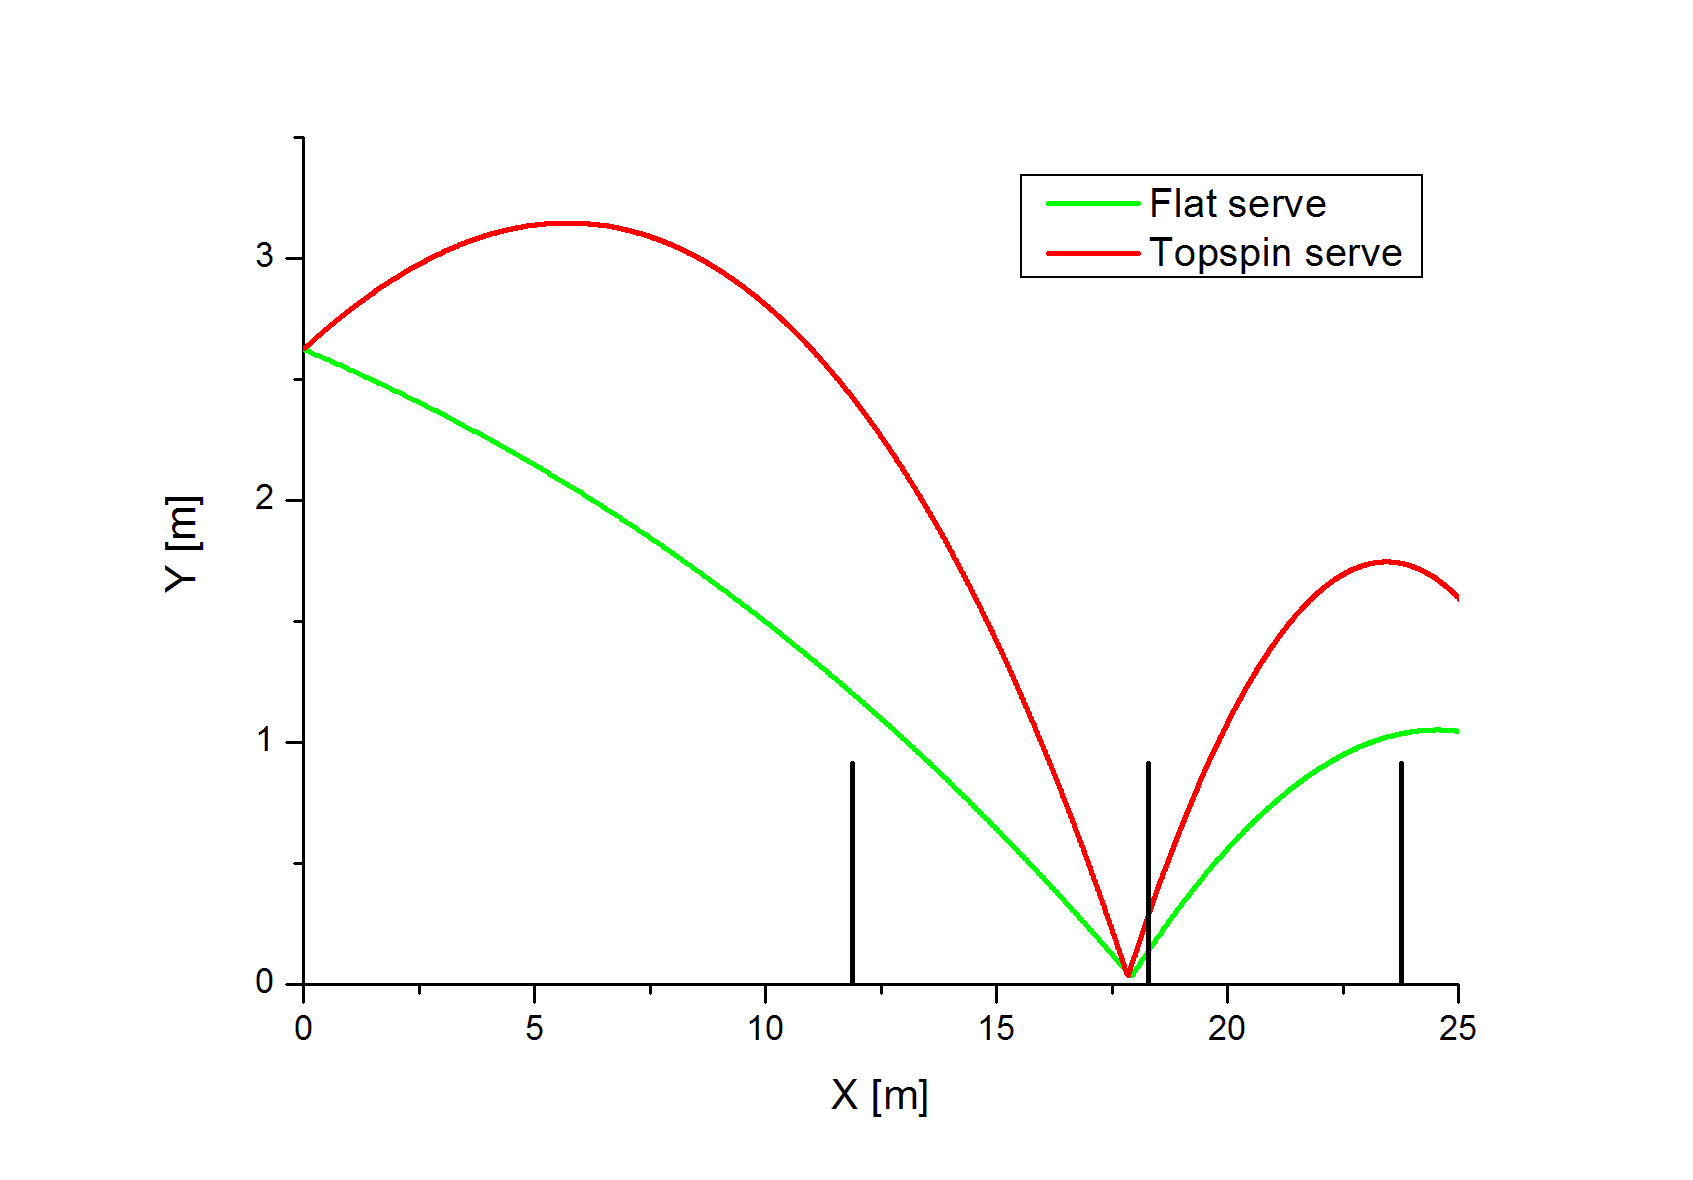 Flat serve
Topspin serve
3
2
1
0
Y [m]
0 5 10 15 20 25
X [m]